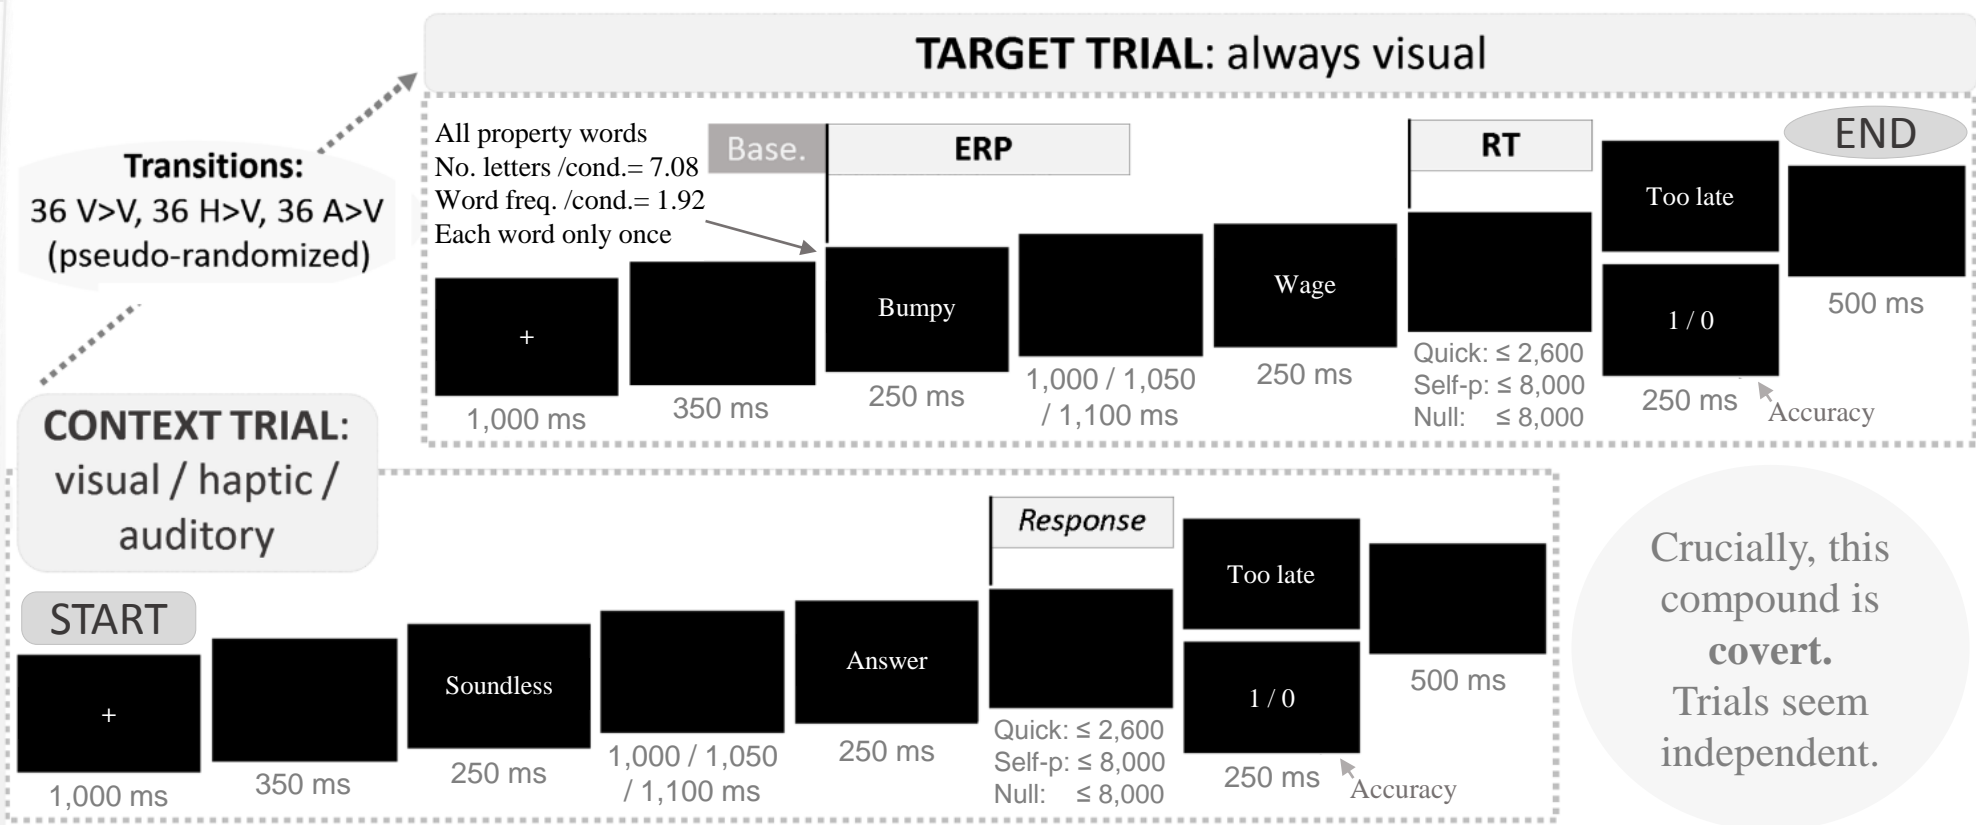 TARGET TRIAL: always visual
Transitions:
36 V>V, 36 H>V, 36 A>V
(pseudo-randomized)
All property words
No. letters /cond.= 7.08
Word freq. /cond.= 1.92
Each word only once
Base.
ERP
RT
END
+
1,000 ms
350 ms
Bumpy
250 ms
1,000 / 1,050
/ 1,100 ms
Wage
250 ms
Quick: ≤ 2,600
Self-p: ≤ 8,000
Null: ≤ 8,000
Too late
1 / 0
250 ms
Accuracy
500 ms
CONTEXT TRIAL:
visual / haptic /
auditory
START
+
1,000 ms
350 ms
Soundless
250 ms
1,000 / 1,050
/ 1,100 ms
Answer
250 ms
Response
Quick: ≤ 2,600
Self-p: ≤ 8,000
Null: ≤ 8,000
Too late
1 / 0
250 ms
Accuracy
500 ms
Crucially, this
compound is
covert.
Trials seem
independent.